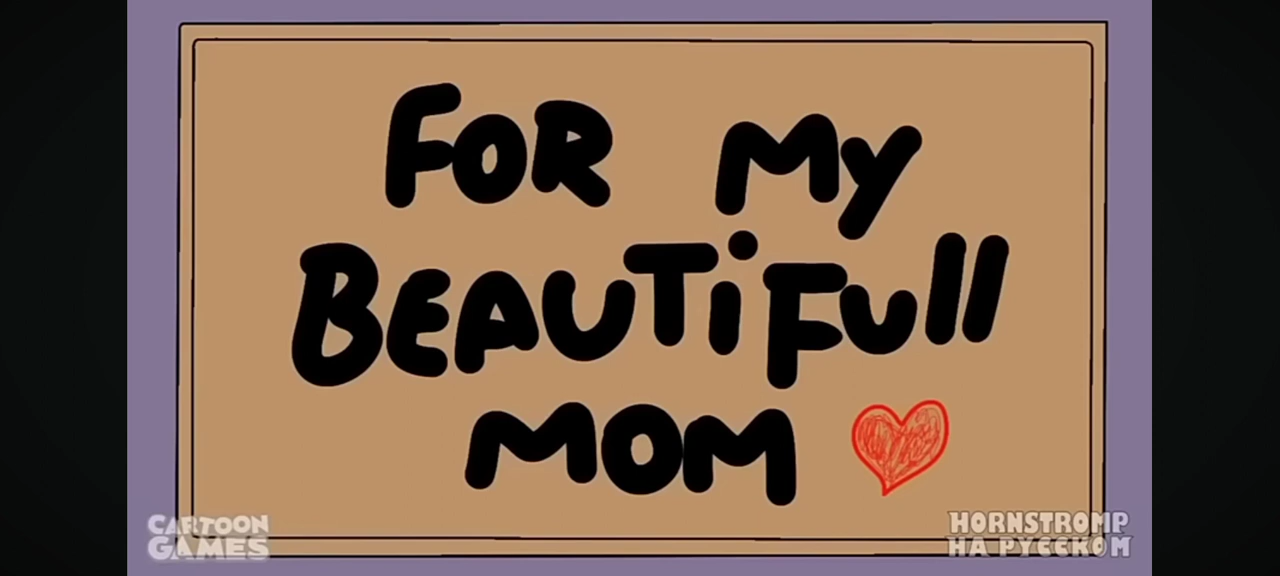 FOR MY
BEAUTiFUll
MOM
CARTOON
GAMES
HORNSTROMP
НА РУССКОМ